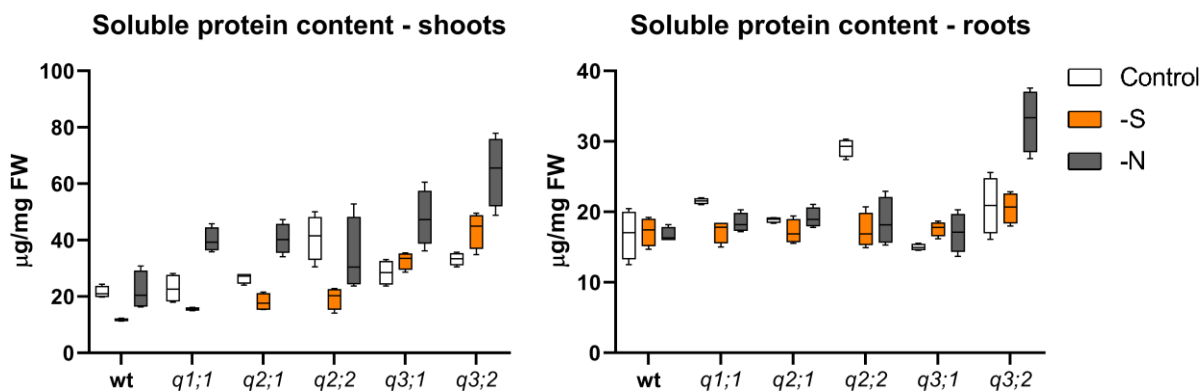 Soluble protein content - shoots
µg/mg FW
100
80
60
40
20
0
wt q1;1 q2;1 q2;2 q3;1 q3;2
Soluble protein content - roots
µg/mg FW
40
30
20
10
0
wt q1;1 q2;1 q2;2 q3;1 q3;2
Control
-S
-N